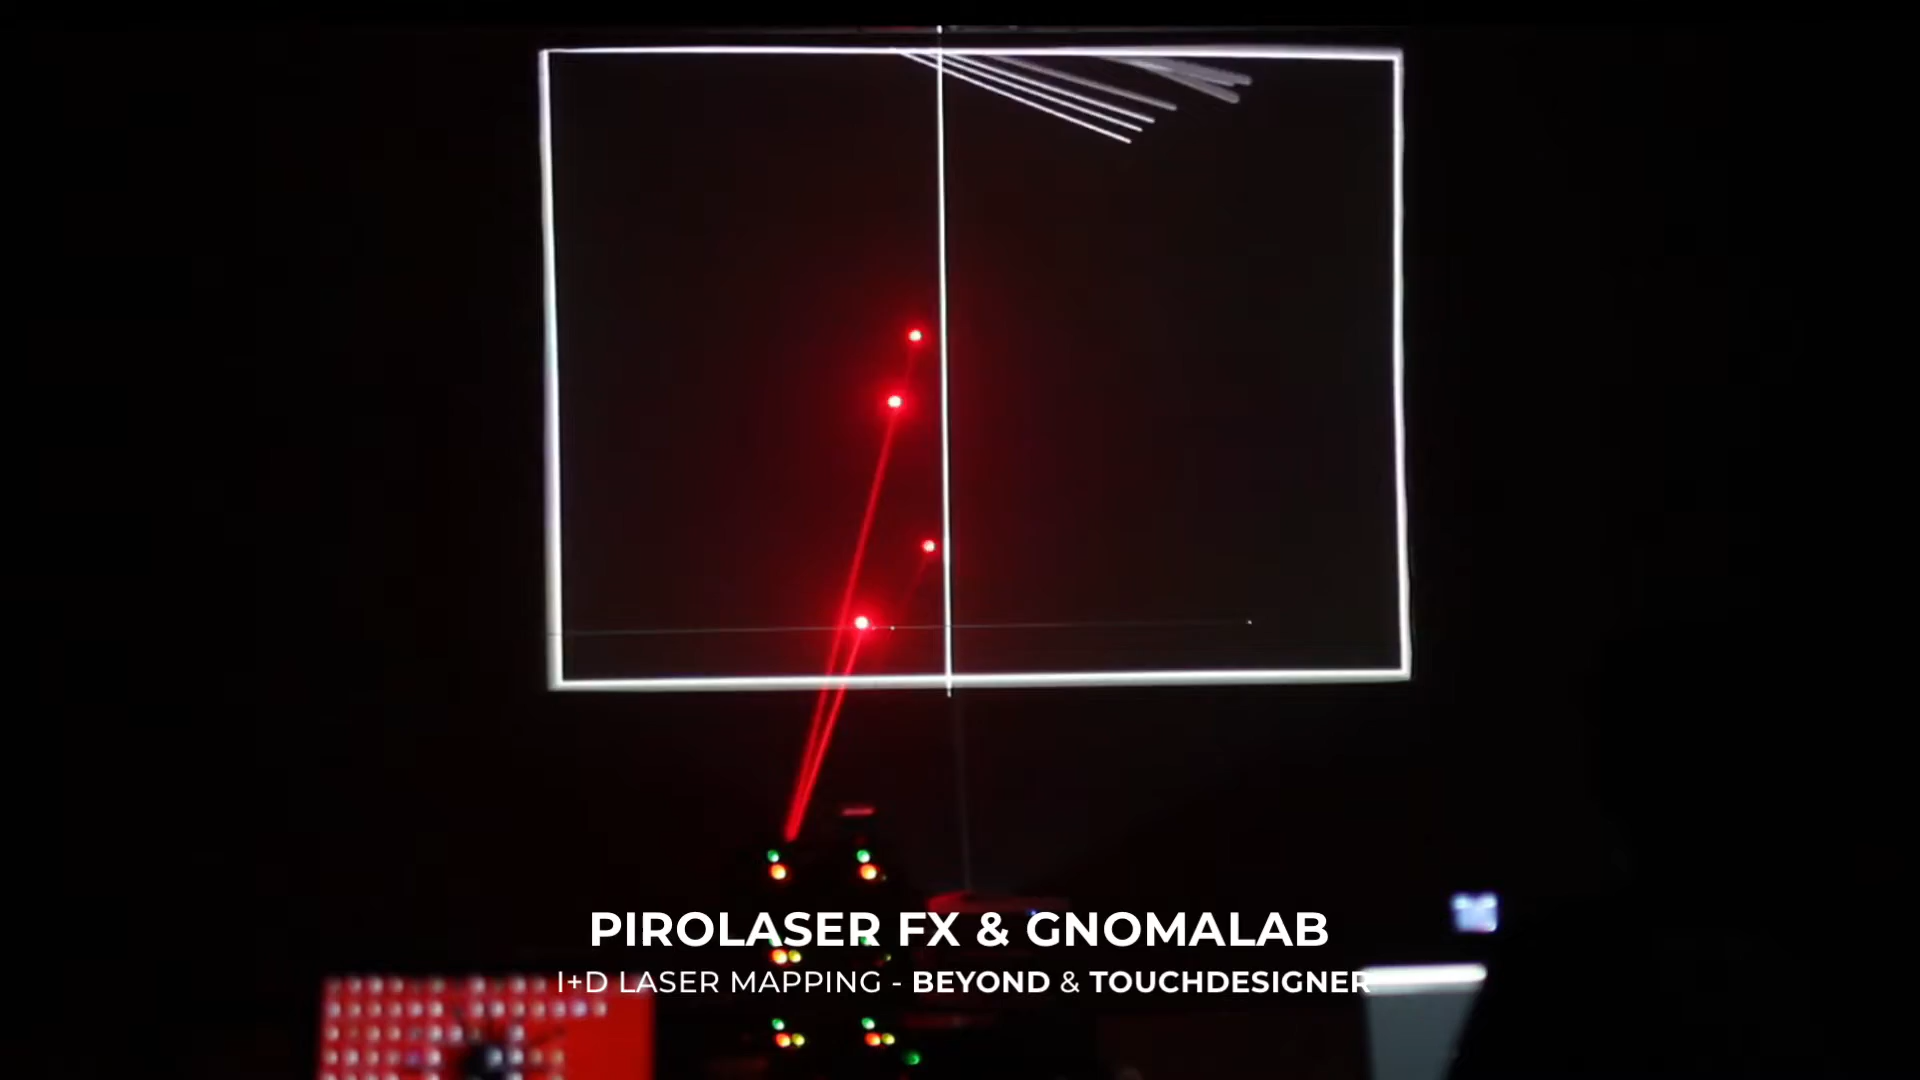 PIROLASER FX & GNOMALAB
I+D LASER MAPPING - BEYOND & TOUCHDESIGNER